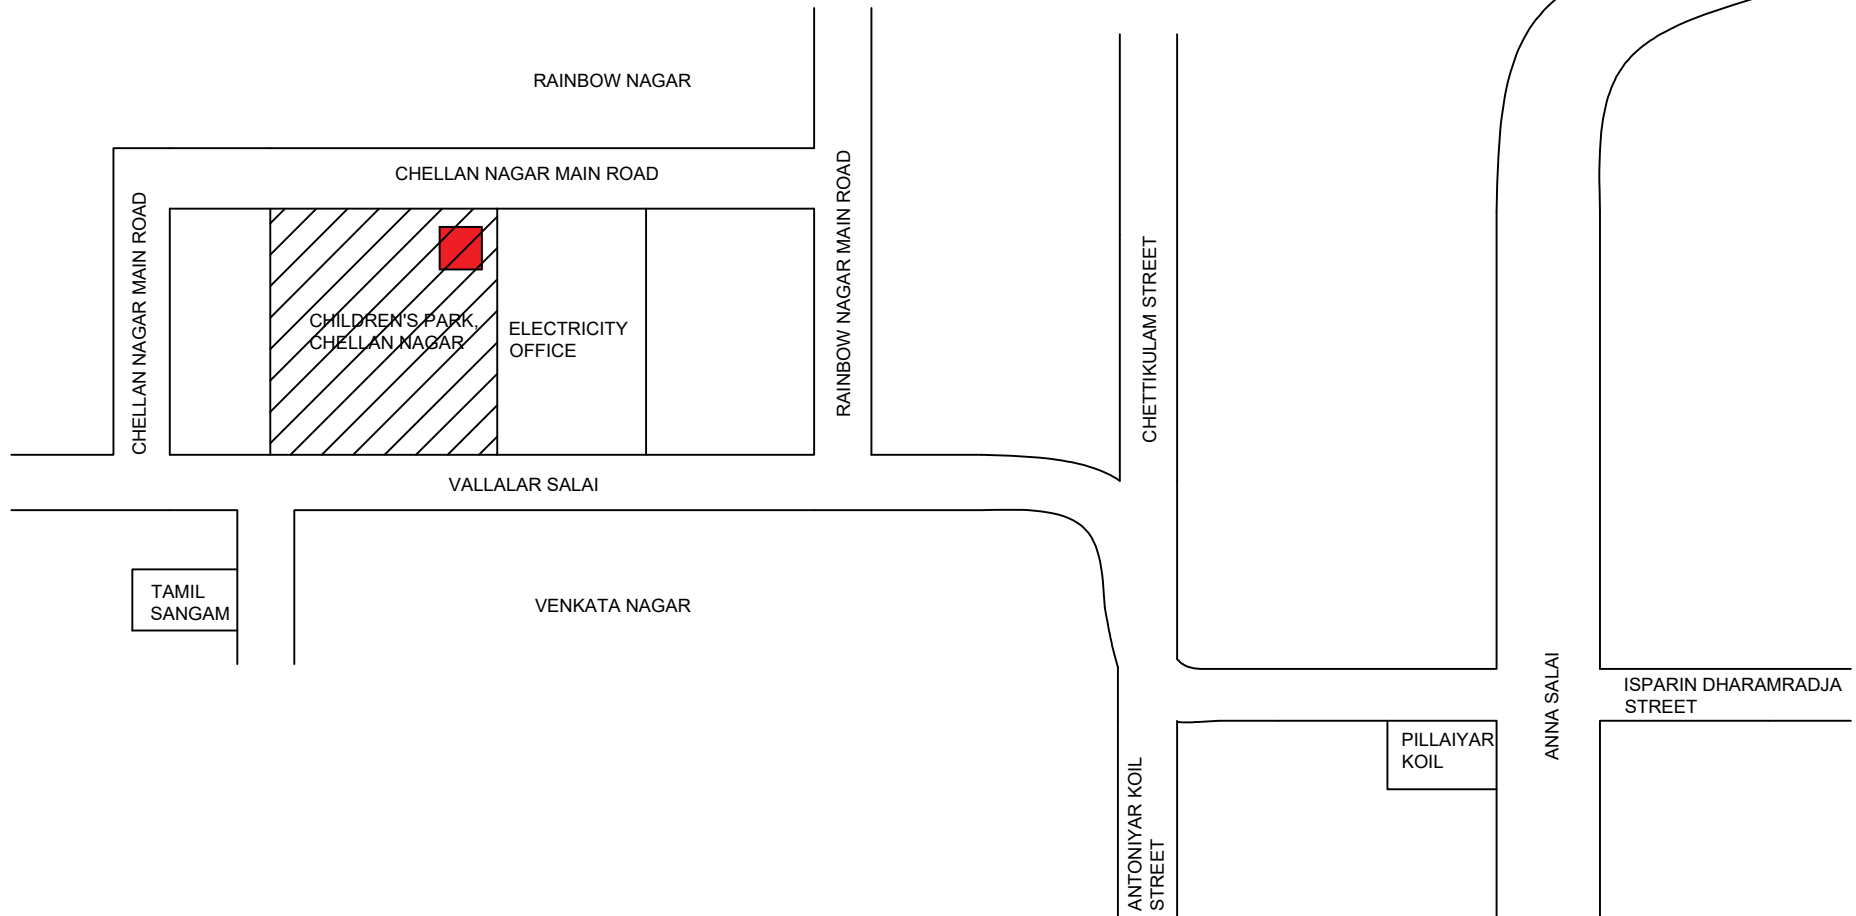 RAINBOW NAGAR
CHELLAN NAGAR MAIN ROAD
CHELLAN NAGAR MAIN ROAD
RAINBOW NAGAR MAIN ROAD
CHETTIKULAM STREET
CHILDREN'S PARK,
CHELLAN NAGAR
ELECTRICITY
OFFICE
VALLALAR SALAI
TAMIL
SANGAM
VENKATA NAGAR
ANNA SALAI
ISPARIN DHARAMRADJA
STREET
PILLAIYAR
KOIL
ANTONIYAR KOIL
STREET